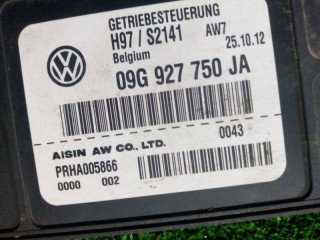 GETRIEBESTEUERUNG
H97 / S2141 AW7
Belgium 25.10.12
09G 927 750 JA
0043
AISIN AW CO., LTD.
PRHA005866
0000 002